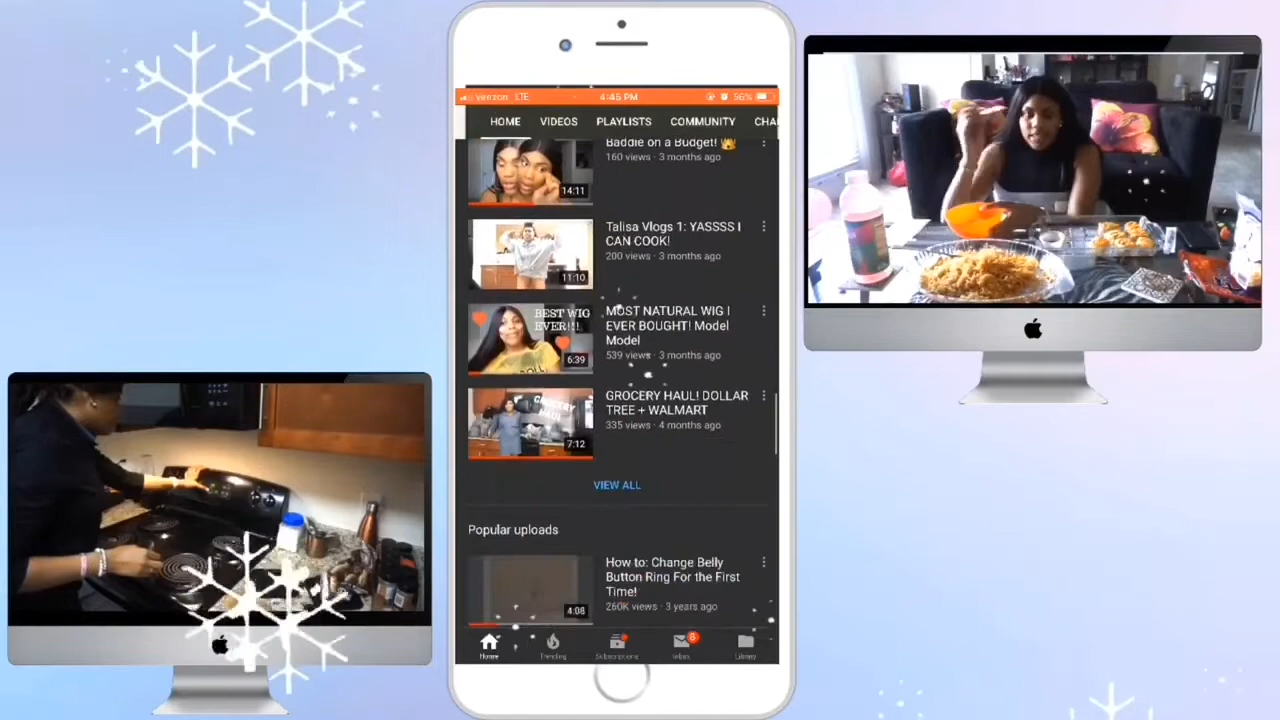 verizon LTE 4:45 PM 56%
HOME VIDEOS PLAYLISTS COMMUNITY CHA
Baddie on a Budget! 👑
160 views · 3 months ago
14:11
Talisa Vlogs 1: YASSSS I
CAN COOK!
200 views · 3 months ago
11:10
MOST NATURAL WIG I
EVER BOUGHT! Model
Model
539 views · 3 months ago
BEST WIG
EVER!!!
6:39
GROCERY HAUL! DOLLAR
TREE + WALMART
335 views · 4 months ago
GROCERY
HAUL
7:12
VIEW ALL
Popular uploads
How to: Change Belly
Button Ring For the First
Time!
260K views · 3 years ago
4:08
8
Home Trending Subscriptions Inbox Library